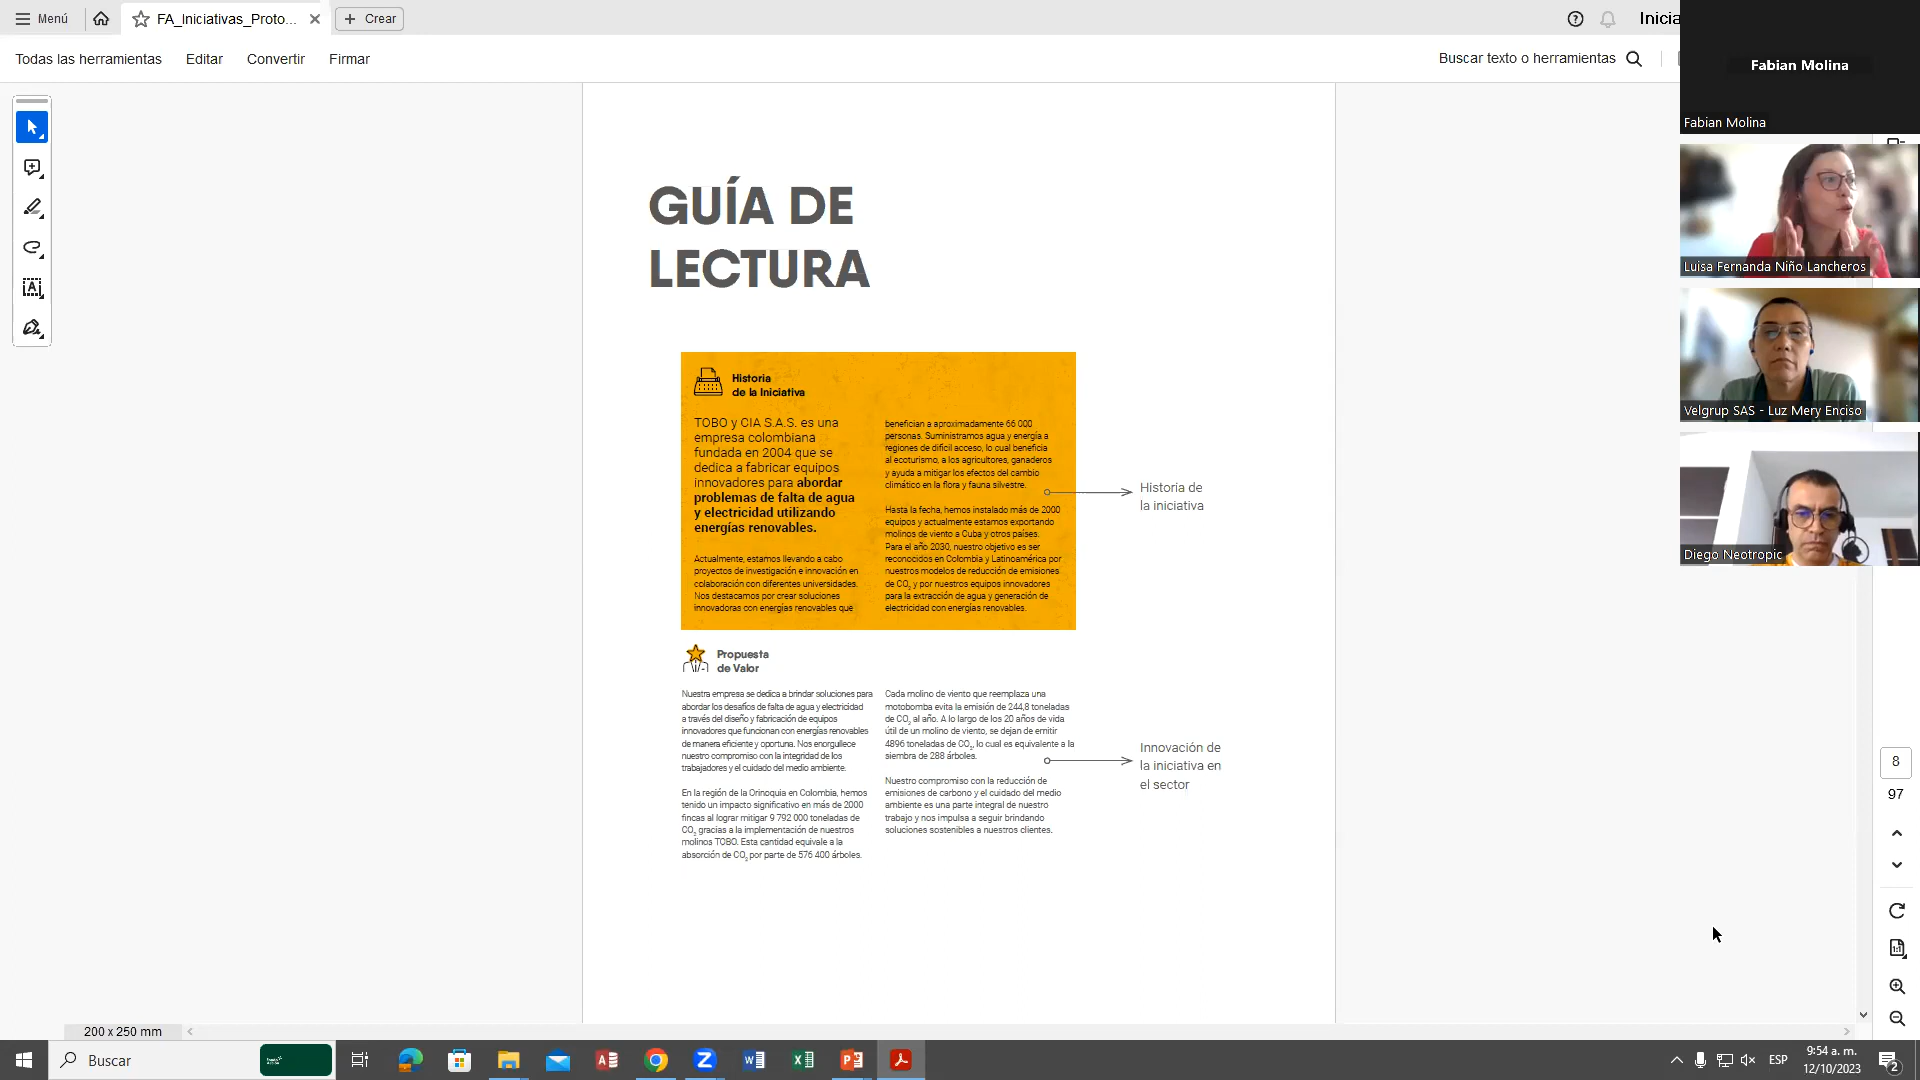 Menú
FA_Iniciativas_Proto...
Crear
Inicia
Todas las herramientas
Editar
Convertir
Firmar
Buscar texto o herramientas
GUÍA DE
LECTURA
Historia
de la Iniciativa
TOBO y CIA S.A.S. es una
empresa colombiana
fundada en 2004 que se
dedica a fabricar equipos
innovadores para abordar
problemas de falta de agua
y electricidad utilizando
energías renovables.
Actualmente, estamos llevando a cabo
proyectos de investigación e innovación en
colaboración con diferentes universidades.
Nos destacamos por crear soluciones
innovadoras con energías renovables que
benefician a aproximadamente 66 000
personas. Suministramos agua y energía a
regiones de difícil acceso, lo cual beneficia
al ecoturismo, a los agricultores, ganaderos
y ayuda a mitigar los efectos del cambio
climático en la flora y fauna silvestre.
Hasta la fecha, hemos instalado más de 2000
equipos y actualmente estamos exportando
molinos de viento a Cuba y otros países.
Para el año 2030, nuestro objetivo es ser
reconocidos en Colombia y Latinoamérica por
nuestros modelos de reducción de emisiones
de CO₂ y por nuestros equipos innovadores
para la extracción de agua y generación de
electricidad con energías renovables.
Historia de
la iniciativa
Propuesta
de Valor
Nuestra empresa se dedica a brindar soluciones para
abordar los desafíos de falta de agua y electricidad
a través del diseño y fabricación de equipos
innovadores que funcionan con energías renovables
de manera eficiente y oportuna. Nos enorgullece
nuestro compromiso con la integridad de los
trabajadores y el cuidado del medio ambiente.
En la región de la Orinoquia en Colombia, hemos
tenido un impacto significativo en más de 2000
fincas al lograr mitigar 9 792 000 toneladas de
CO₂ gracias a la implementación de nuestros
molinos TOBO. Esta cantidad equivale a la
absorción de CO₂ por parte de 576 400 árboles.
Cada molino de viento que reemplaza una
motobomba evita la emisión de 244,8 toneladas
de CO₂ al año. A lo largo de los 20 años de vida
útil de un molino de viento, se dejan de emitir
4896 toneladas de CO₂, lo cual es equivalente a la
siembra de 288 árboles.
Nuestro compromiso con la reducción de
emisiones de carbono y el cuidado del medio
ambiente es una parte integral de nuestro
trabajo y nos impulsa a seguir brindando
soluciones sostenibles a nuestros clientes.
Innovación de
la iniciativa en
el sector
Fabian Molina
Fabian Molina
Luisa Fernanda Niño Lancheros
Velgrup SAS - Luz Mery Enciso
Diego Neotropic
8
97
200 x 250 mm
Buscar
ESP
9:54 a. m.
12/10/2023
2